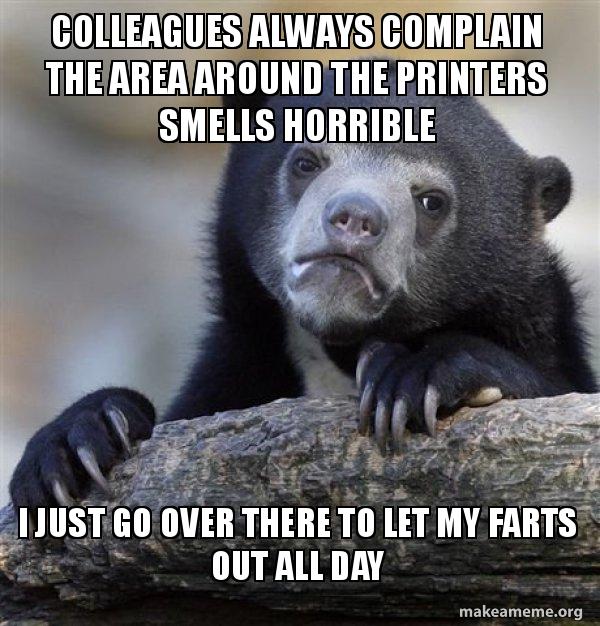 COLLEAGUES ALWAYS COMPLAIN
THE AREA AROUND THE PRINTERS
SMELLS HORRIBLE
I JUST GO OVER THERE TO LET MY FARTS
OUT ALL DAY
makeameme.org